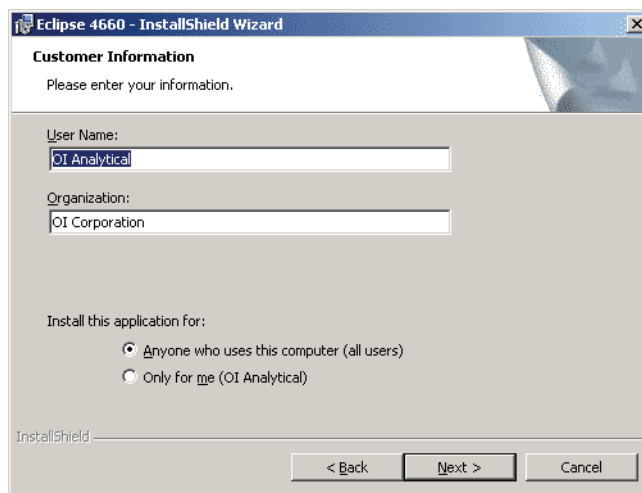 Eclipse 4660 - InstallShield Wizard
Customer Information
Please enter your information.
User Name:
OI Analytical
Organization:
OI Corporation
Install this application for:
Anyone who uses this computer (all users)
Only for me (OI Analytical)
InstallShield
< Back
Next >
Cancel